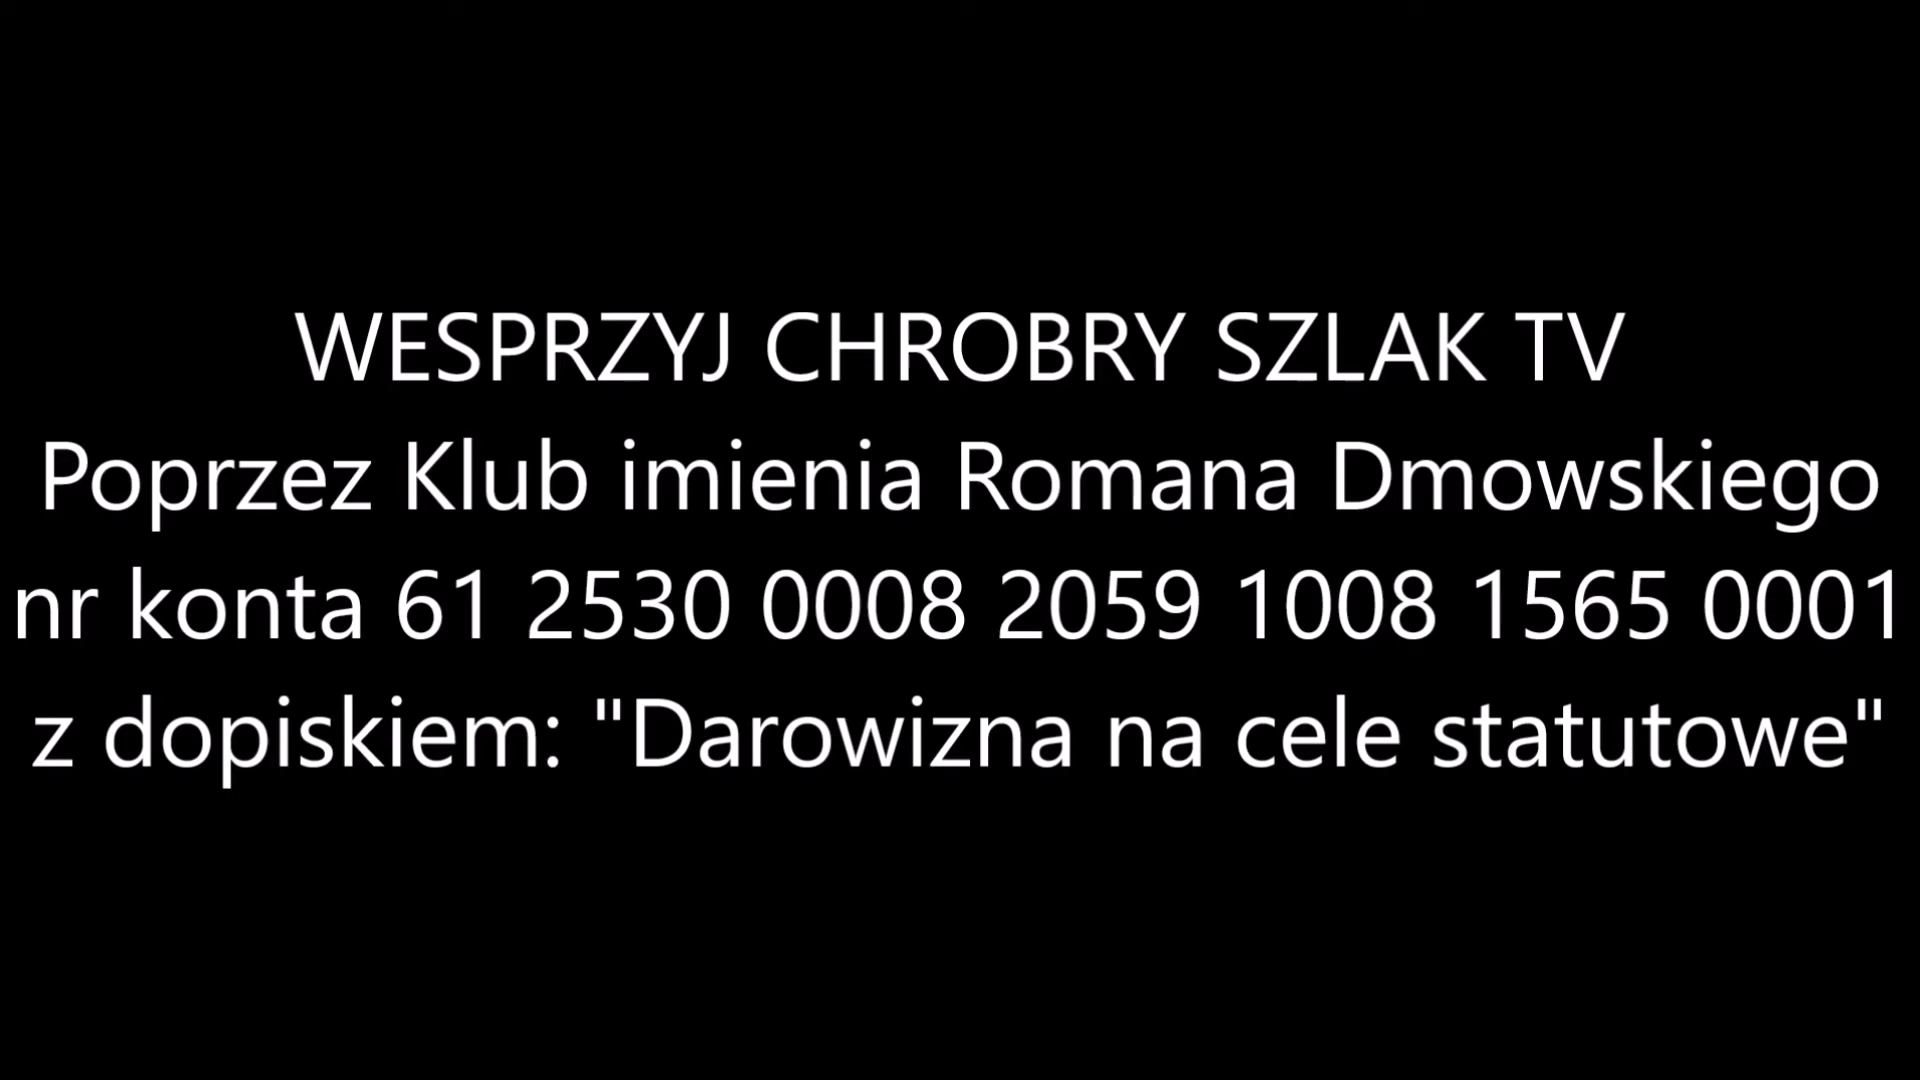 WESPRZYJ CHROBRY SZLAK TV
Poprzez Klub imienia Romana Dmowskiego
nr konta 61 2530 0008 2059 1008 1565 0001
z dopiskiem: "Darowizna na cele statutowe"